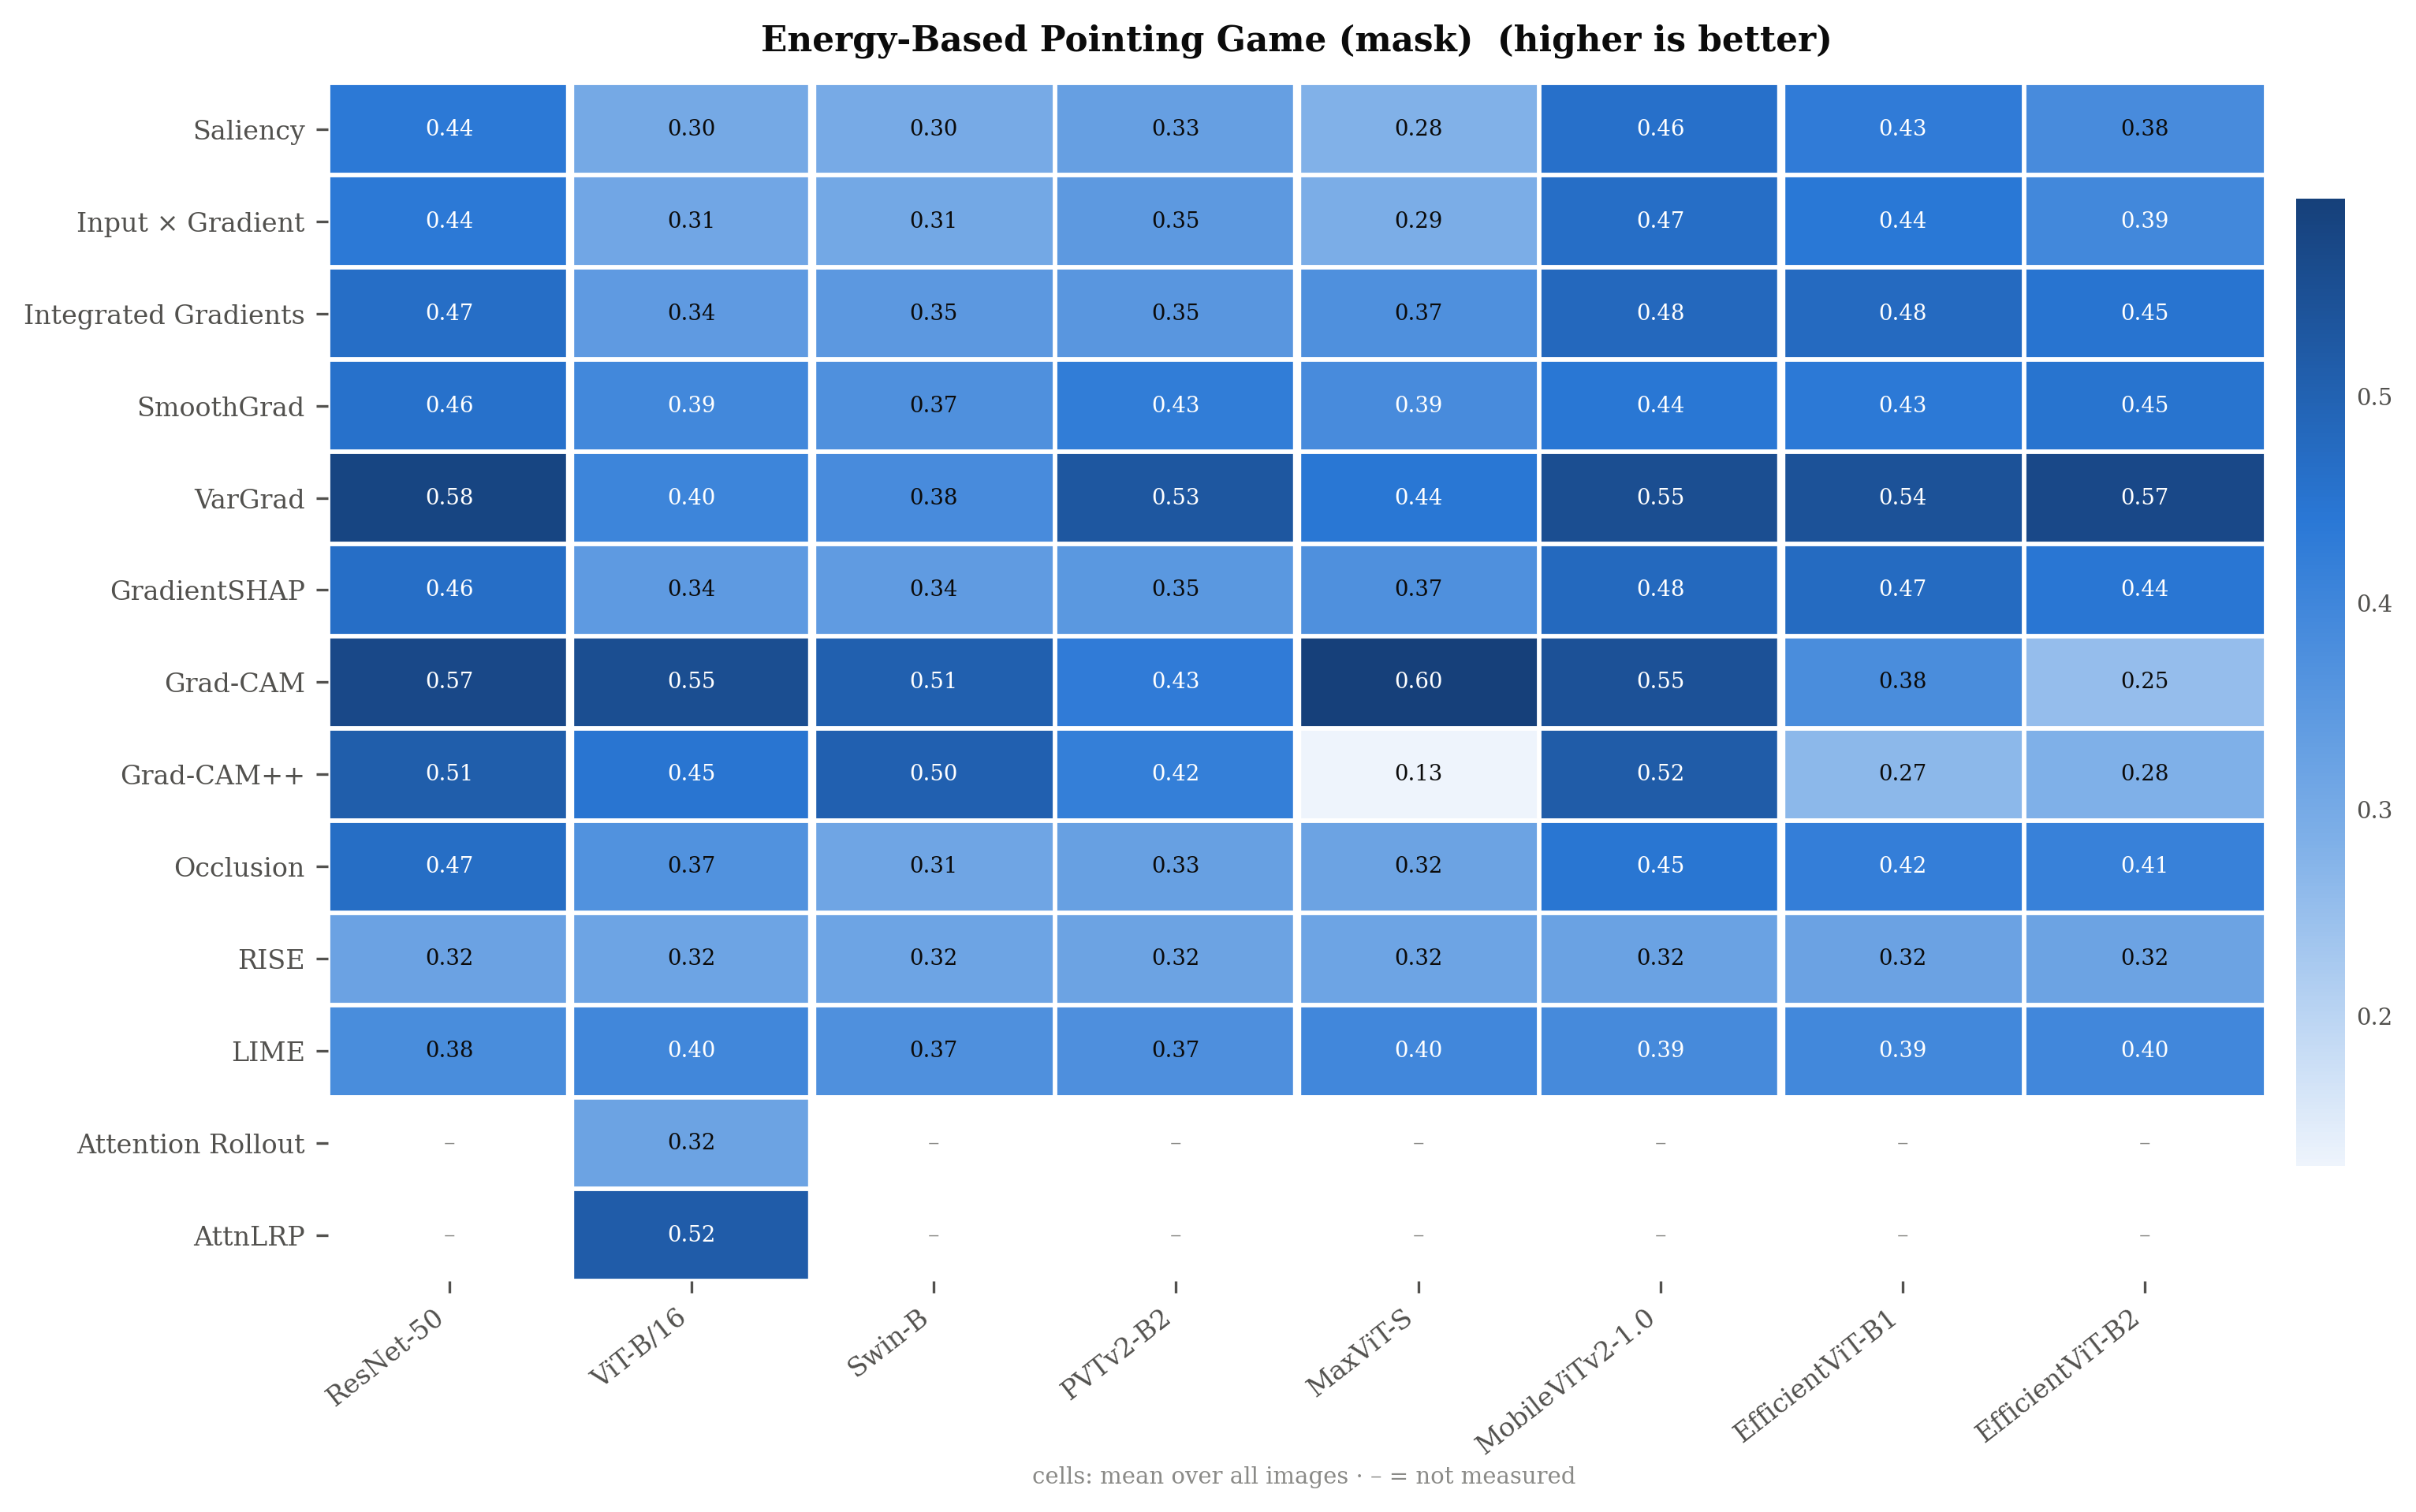 Energy-Based Pointing Game (mask)  (higher is better)
Saliency 0.44 0.30 0.30 0.33 0.28 0.46 0.43 0.38
Input × Gradient 0.44 0.31 0.31 0.35 0.29 0.47 0.44 0.39
Integrated Gradients 0.47 0.34 0.35 0.35 0.37 0.48 0.48 0.45
SmoothGrad 0.46 0.39 0.37 0.43 0.39 0.44 0.43 0.45
VarGrad 0.58 0.40 0.38 0.53 0.44 0.55 0.54 0.57
GradientSHAP 0.46 0.34 0.34 0.35 0.37 0.48 0.47 0.44
Grad-CAM 0.57 0.55 0.51 0.43 0.60 0.55 0.38 0.25
Grad-CAM++ 0.51 0.45 0.50 0.42 0.13 0.52 0.27 0.28
Occlusion 0.47 0.37 0.31 0.33 0.32 0.45 0.42 0.41
RISE 0.32 0.32 0.32 0.32 0.32 0.32 0.32 0.32
LIME 0.38 0.40 0.37 0.37 0.40 0.39 0.39 0.40
Attention Rollout – 0.32 – – – – – –
AttnLRP – 0.52 – – – – – –
ResNet-50 ViT-B/16 Swin-B PVTv2-B2 MaxViT-S MobileViTv2-1.0 EfficientViT-B1 EfficientViT-B2
0.5
0.4
0.3
0.2
cells: mean over all images · – = not measured